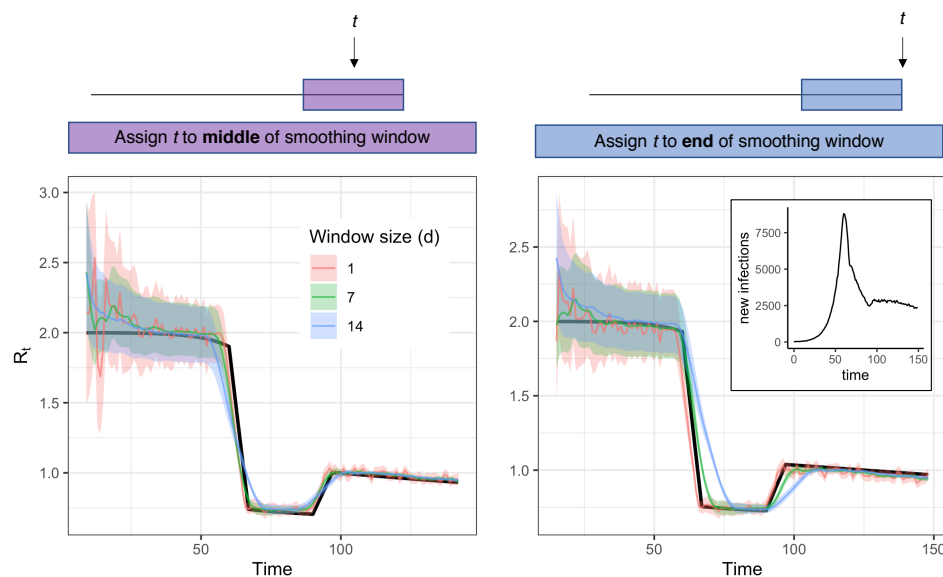 t
t
Assign t to middle of smoothing window
Assign t to end of smoothing window
3.0
2.5
2.0
1.5
1.0
Rt
50
100
Time
Window size (d)
1
7
14
2.5
2.0
1.5
1.0
50
100
150
Time
7500
5000
2500
0
new infections
0
50
100
150
time